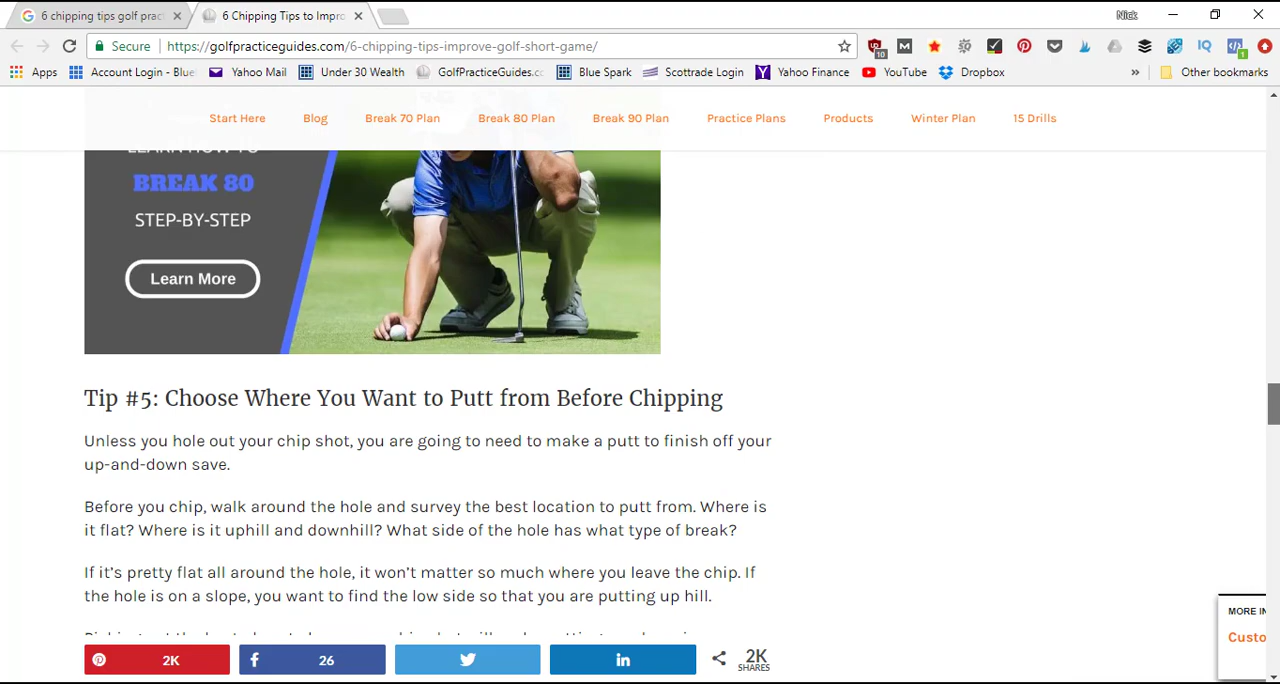 6 chipping tips golf prac
6 Chipping Tips to Impro
Nick
Secure
https://golfpracticeguides.com/6-chipping-tips-improve-golf-short-game/
10
M
IQ
1
Apps
Account Login - Blue
Yahoo Mail
Under 30 Wealth
GolfPracticeGuides.co
Blue Spark
Scottrade Login
Yahoo Finance
YouTube
Dropbox
»
Other bookmarks
Start Here
Blog
Break 70 Plan
Break 80 Plan
Break 90 Plan
Practice Plans
Products
Winter Plan
15 Drills
LEARN HOW TO
BREAK 80
STEP-BY-STEP
Learn More
Tip #5: Choose Where You Want to Putt from Before Chipping
Unless you hole out your chip shot, you are going to need to make a putt to finish off your
up-and-down save.
Before you chip, walk around the hole and survey the best location to putt from. Where is
it flat? Where is it uphill and downhill? What side of the hole has what type of break?
If it's pretty flat all around the hole, it won't matter so much where you leave the chip. If
the hole is on a slope, you want to find the low side so that you are putting up hill.
MORE IN
Custo
2K
26
2K
SHARES